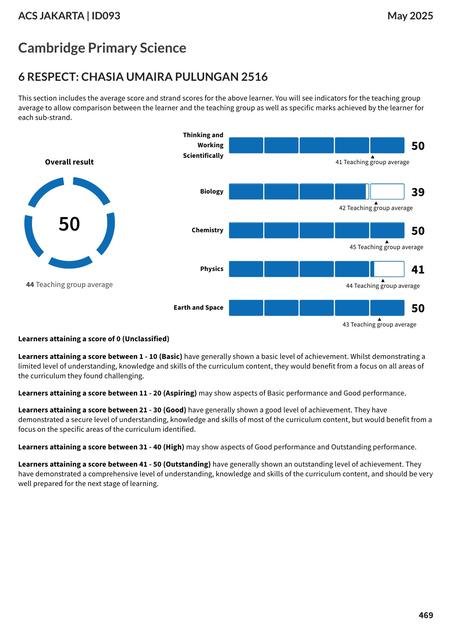 ACS JAKARTA | ID093 May 2025
Cambridge Primary Science
6 RESPECT: CHASIA UMAIRA PULUNGAN 2516
This section includes the average score and strand scores for the above learner. You will see indicators for the teaching group
average to allow comparison between the learner and the teaching group as well as specific marks achieved by the learner for
each sub-strand.
Overall result
50
44 Teaching group average
Thinking and
Working
Scientifically
50
41 Teaching group average
Biology 39
42 Teaching group average
Chemistry 50
45 Teaching group average
Physics 41
44 Teaching group average
Earth and Space 50
43 Teaching group average
Learners attaining a score of 0 (Unclassified)
Learners attaining a score between 1 - 10 (Basic) have generally shown a basic level of achievement. Whilst demonstrating a
limited level of understanding, knowledge and skills of the curriculum content, they would benefit from a focus on all areas of
the curriculum they found challenging.
Learners attaining a score between 11 - 20 (Aspiring) may show aspects of Basic performance and Good performance.
Learners attaining a score between 21 - 30 (Good) have generally shown a good level of achievement. They have
demonstrated a secure level of understanding, knowledge and skills of most of the curriculum content, but would benefit from a
focus on the specific areas of the curriculum identified.
Learners attaining a score between 31 - 40 (High) may show aspects of Good performance and Outstanding performance.
Learners attaining a score between 41 - 50 (Outstanding) have generally shown an outstanding level of achievement. They
have demonstrated a comprehensive level of understanding, knowledge and skills of the curriculum content, and should be very
well prepared for the next stage of learning.
469